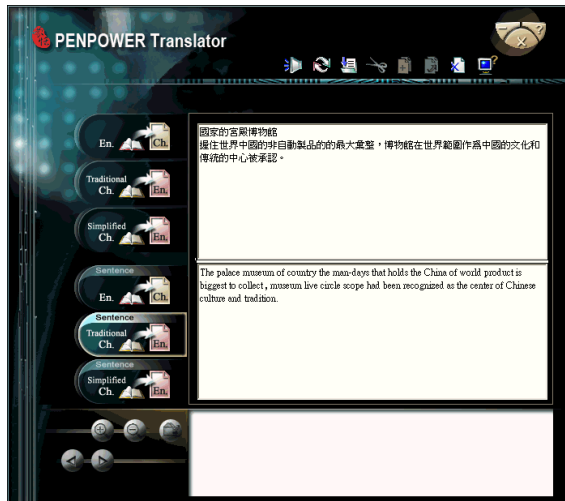 PENPOWER Translator
En. Ch.
Traditional
Ch. En.
Simplified
Ch. En.
Sentence
En. Ch.
Sentence
Traditional
Ch. En.
Sentence
Simplified
Ch. En.
國家的宮殿博物館
握住世界中國的非自動製品的的最大彙整，博物館在世界範圍作爲中國的文化和
傳統的中心被承認。
The palace museum of country the man-days that holds the China of world product is
biggest to collect, museum live circle scope had been recognized as the center of Chinese
culture and tradition.